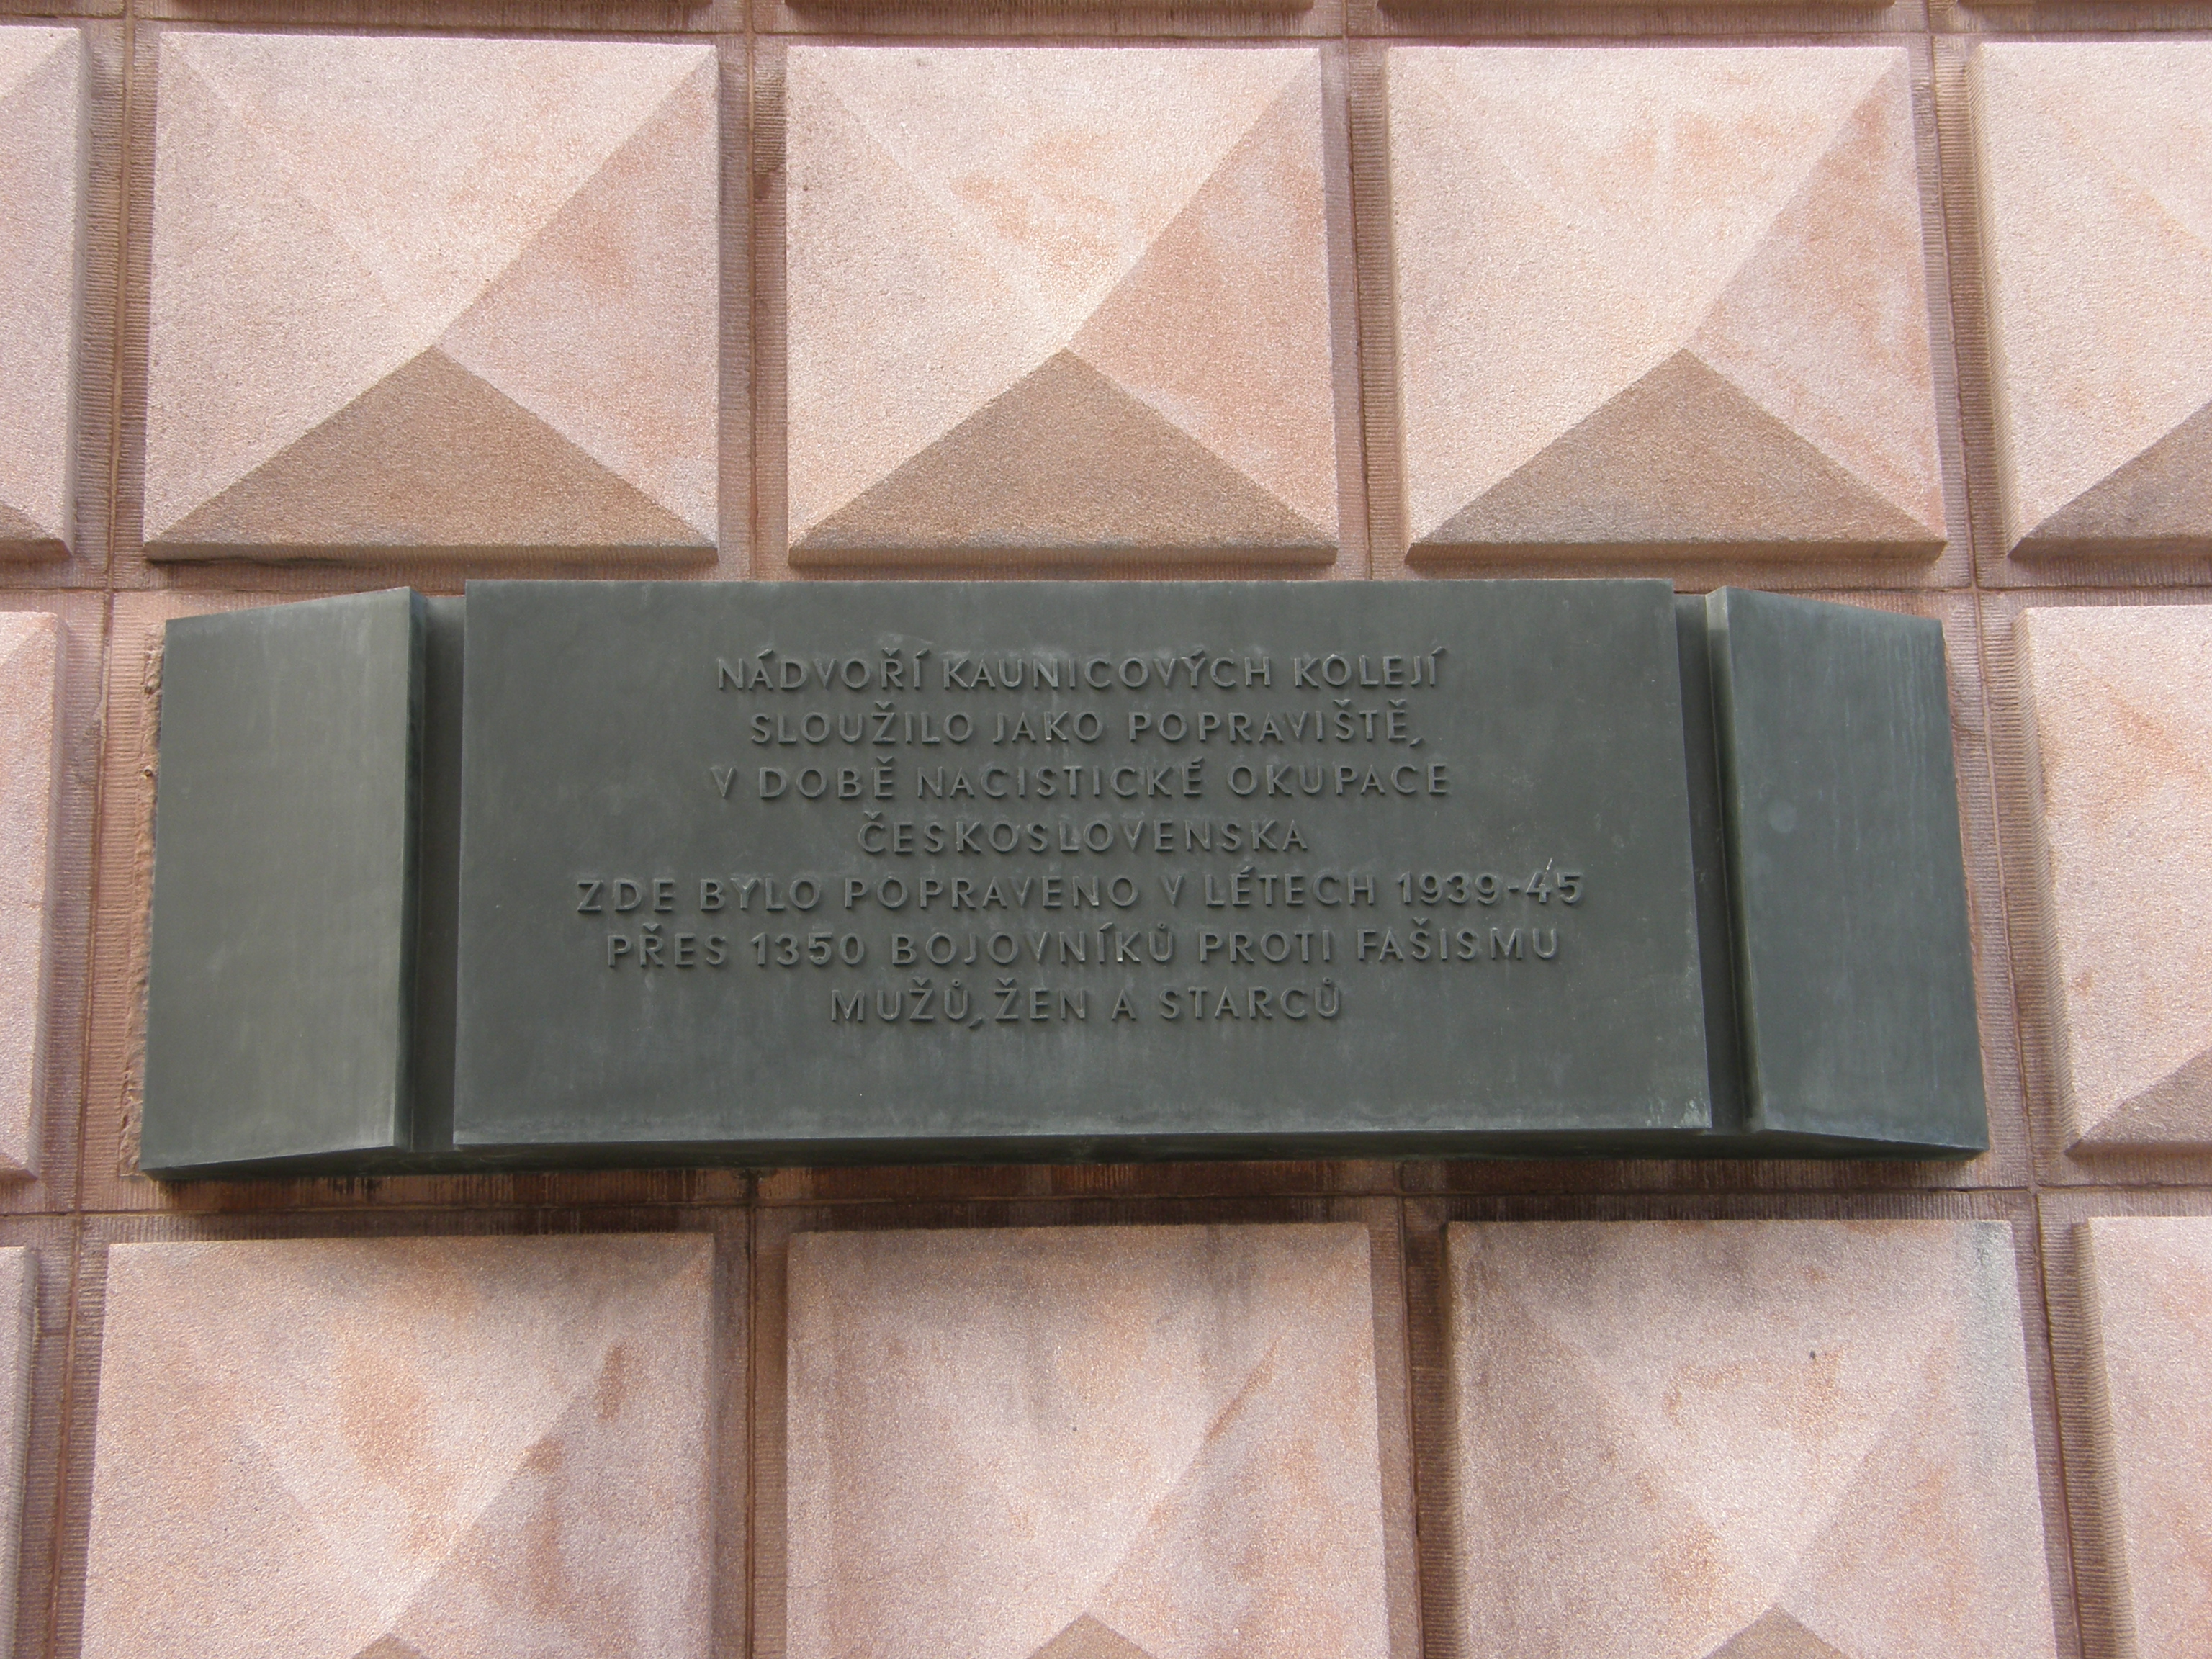 NÁDVOŘÍ KAUNICOVÝCH KOLEJÍ
SLOUŽILO JAKO POPRAVIŠTĚ,
V DOBĚ NACISTICKÉ OKUPACE
ČESKOSLOVENSKA
ZDE BYLO POPRAVENO V LÉTECH 1939-45
PŘES 1350 BOJOVNÍKŮ PROTI FAŠISMU
MUŽŮ, ŽEN A STARCŮ